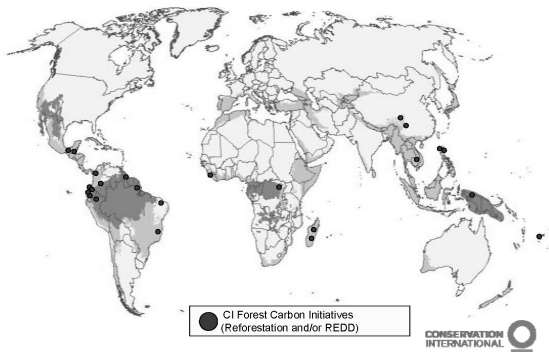 CI Forest Carbon Initiatives
(Reforestation and/or REDD)
CONSERVATION
INTERNATIONAL